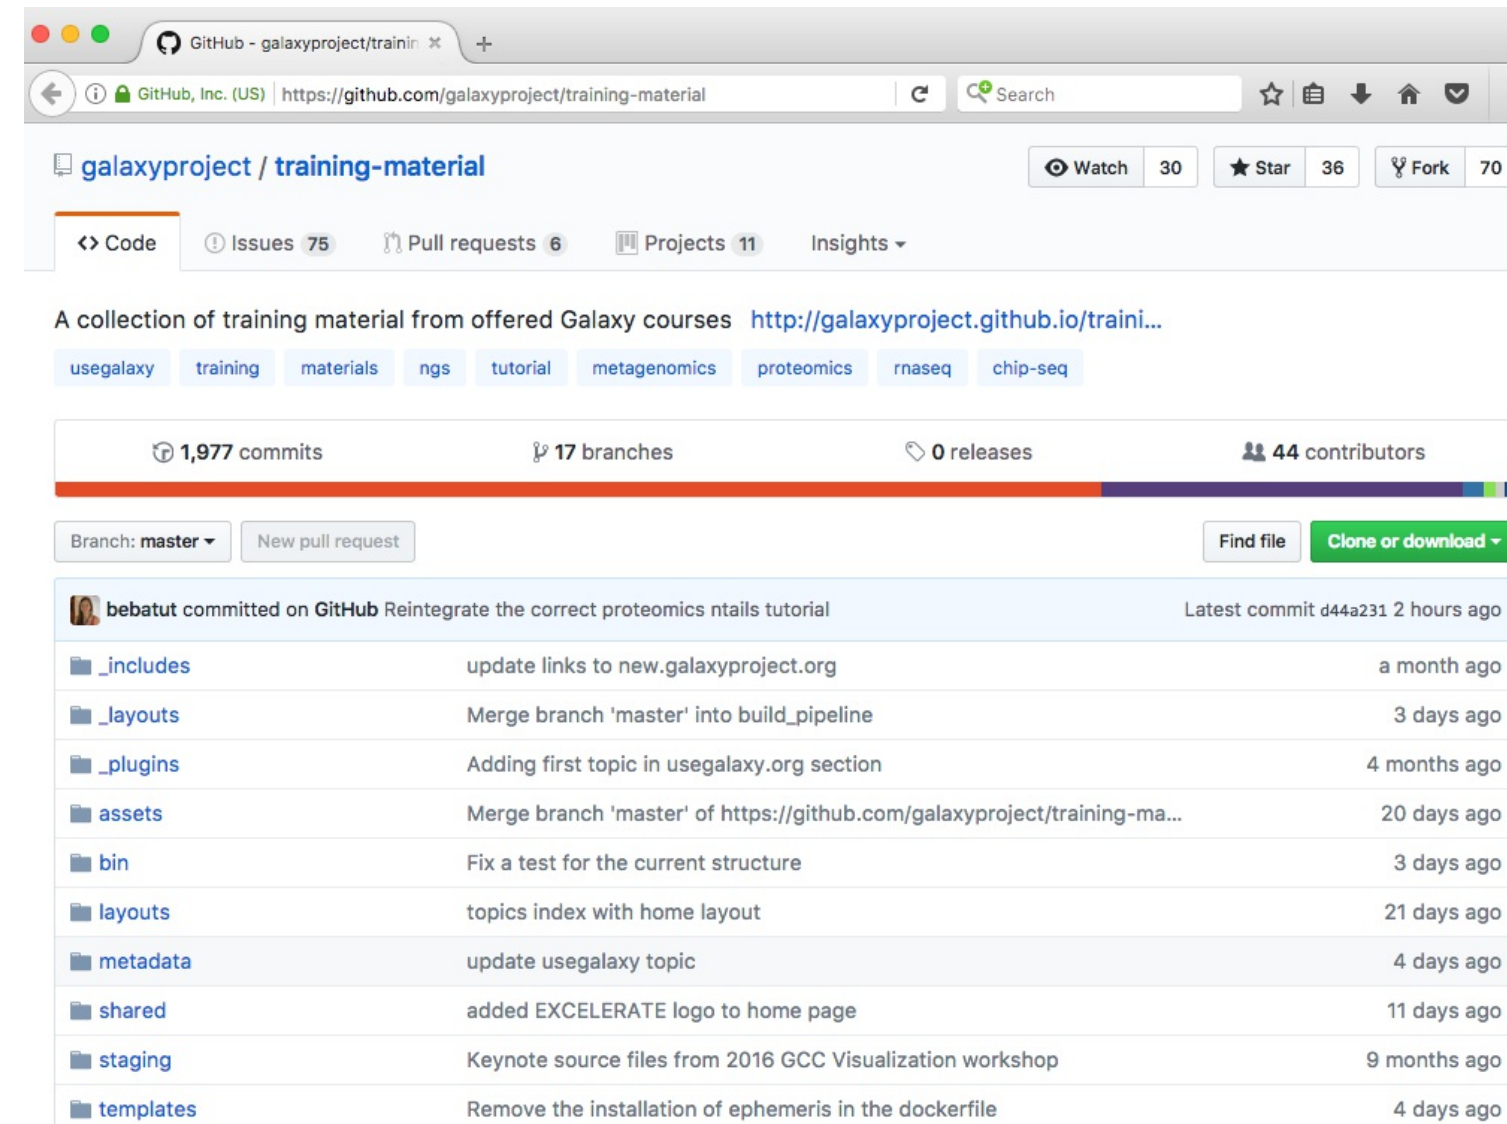 GitHub - galaxyproject/trainin
GitHub, Inc. (US) https://github.com/galaxyproject/training-material Search
galaxyproject / training-material Watch 30 Star 36 Fork 70
Code Issues 75 Pull requests 6 Projects 11 Insights
A collection of training material from offered Galaxy courses http://galaxyproject.github.io/traini...
usegalaxy training materials ngs tutorial metagenomics proteomics rnaseq chip-seq
1,977 commits 17 branches 0 releases 44 contributors
Branch: master New pull request Find file Clone or download
bebatut committed on GitHub Reintegrate the correct proteomics ntails tutorial Latest commit d44a231 2 hours ago
_includes update links to new.galaxyproject.org a month ago
_layouts Merge branch 'master' into build_pipeline 3 days ago
_plugins Adding first topic in usegalaxy.org section 4 months ago
assets Merge branch 'master' of https://github.com/galaxyproject/training-ma... 20 days ago
bin Fix a test for the current structure 3 days ago
layouts topics index with home layout 21 days ago
metadata update usegalaxy topic 4 days ago
shared added EXCELERATE logo to home page 11 days ago
staging Keynote source files from 2016 GCC Visualization workshop 9 months ago
templates Remove the installation of ephemeris in the dockerfile 4 days ago